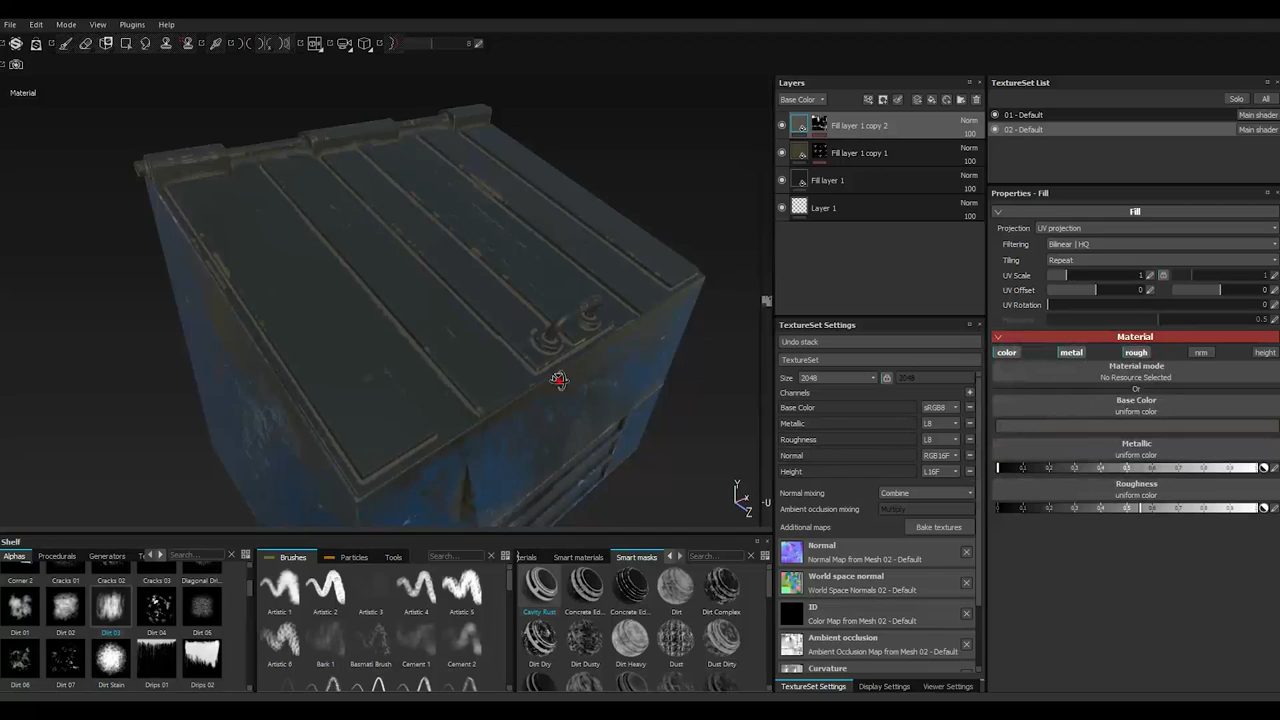 File Edit Mode View Plugins Help
8
Material
Layers
Base Color
Norm
Fill layer 1 copy 2
100
Norm
Fill layer 1 copy 1
100
Norm
Fill layer 1
100
Norm
Layer 1
100
TextureSet List
Solo All
01 - Default Main shader
02 - Default Main shader
Properties - Fill
Fill
Projection UV projection
Filtering Bilinear | HQ
Tiling Repeat
UV Scale 1 1
UV Offset 0 0
UV Rotation 0
0.5
Material
color metal rough nrm height
Material mode
No Resource Selected
Or
Base Color
uniform color
Metallic
uniform color
Roughness
uniform color
TextureSet Settings
Undo stack
TextureSet
Size 2048 2048
Channels
Base Color sRGB8
Metallic L8
Roughness L8
Normal RGB16F
Height L16F
Normal mixing Combine
Ambient occlusion mixing Multiply
Additional maps Bake textures
Normal
Normal Map from Mesh 02 - Default
World space normal
World Space Normals 02 - Default
ID
Color Map from Mesh 02 - Default
Ambient occlusion
Ambient Occlusion Map from Mesh 02 - Default
Curvature
TextureSet Settings Display Settings Viewer Settings
Y
X
Z
-U
Shelf
Alphas Procedurals Generators Search...
Corner 2 Cracks 01 Cracks 02 Cracks 03 Diagonal Dri...
Dirt 01 Dirt 02 Dirt 03 Dirt 04 Dirt 05
Dirt 06 Dirt 07 Dirt Stain Drips 01 Drips 02
Brushes Particles Tools Search...
Artistic 1 Artistic 2 Artistic 3 Artistic 4 Artistic 5
Artistic 6 Bark 1 Basmati Brush Cement 1 Cement 2
terials Smart materials Smart masks Search...
Cavity Rust Concrete Ed... Concrete Ed... Dirt Dirt Complex
Dirt Dry Dirt Dusty Dirt Heavy Dust Dust Dirty